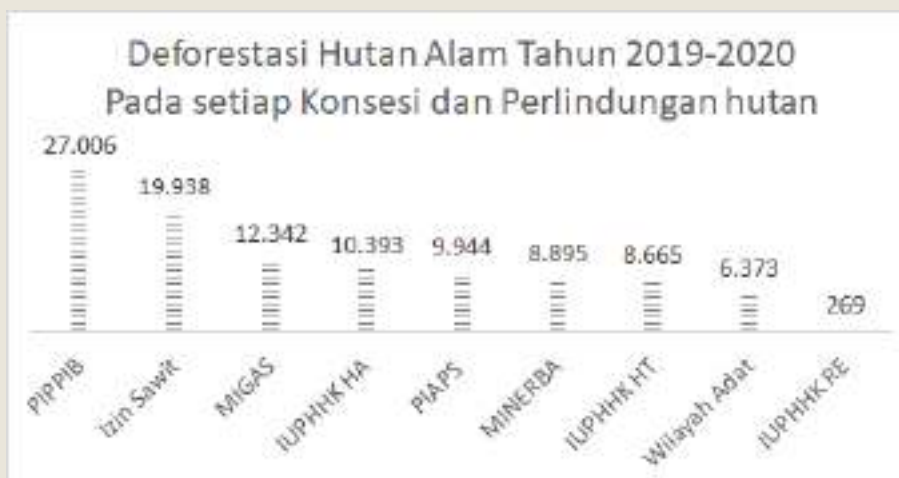 Deforestasi Hutan Alam Tahun 2019-2020
Pada setiap Konsesi dan Perlindungan hutan
27.006
19.938
12.342
10.393
9.944
8.895
8.665
6.373
269
PIPPIB
Izin Sawit
MIGAS
IUPHHK HA
PIAPS
MINERBA
IUPHHK HT
Wilayah Adat
IUPHHK RE